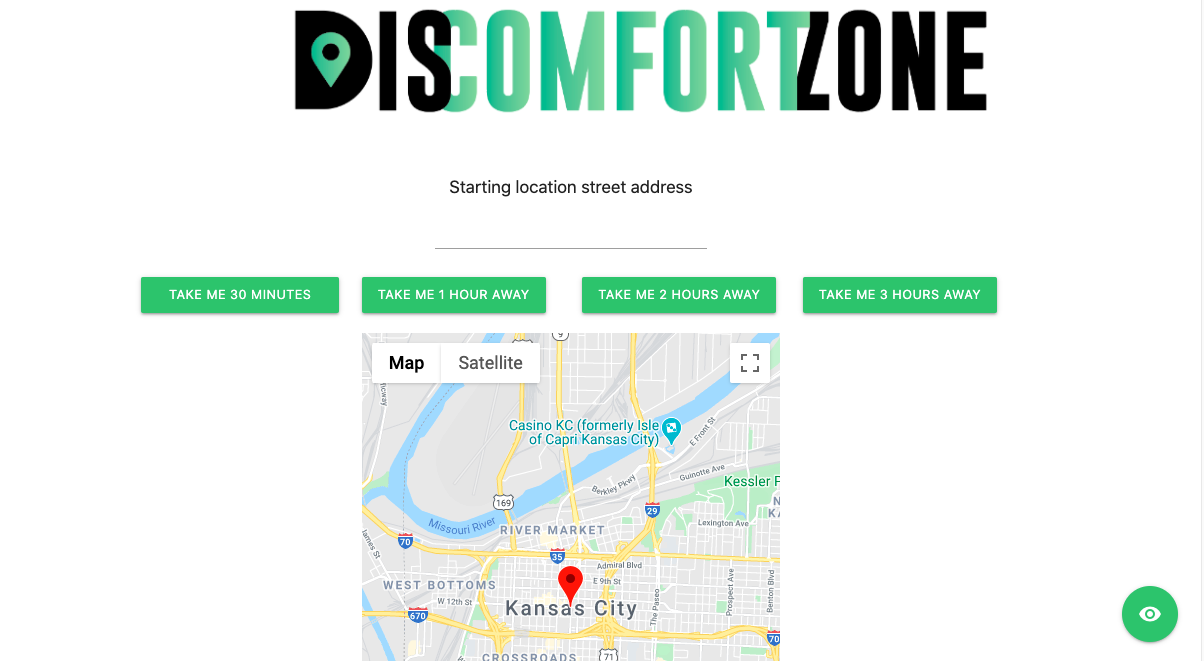 DISCOMFORTZONE
Starting location street address
TAKE ME 30 MINUTES
TAKE ME 1 HOUR AWAY
TAKE ME 2 HOURS AWAY
TAKE ME 3 HOURS AWAY
9
Map
Satellite
Casino KC (formerly Isle
of Capri Kansas City)
E Front St
Guinotte Ave
Kessler P
Berkley Pkwy
169
29
Lexington Ave
Missouri River
RIVER MARKET
70
James St
35
Admiral Blvd
WEST BOTTOMS
E 9th St
W 12th St
Kansas City
The Paseo
Prospect Ave
Benton Blvd
670
70
CROSSROADS
71